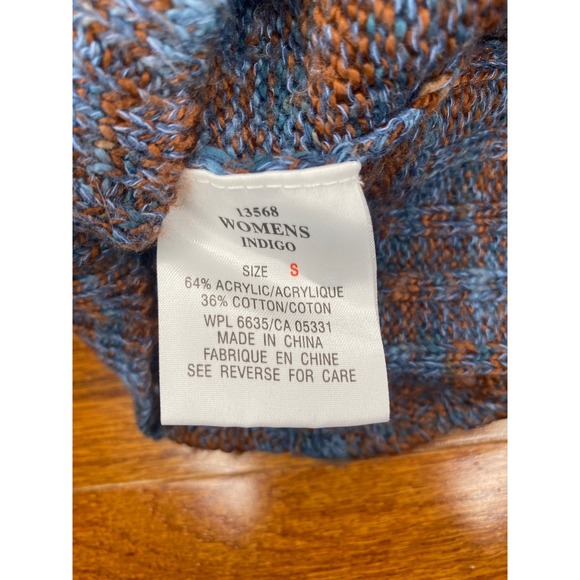 13568
WOMENS
INDIGO
SIZE S
64% ACRYLIC/ACRYLIQUE
36% COTTON/COTON
WPL 6635/CA 05331
MADE IN CHINA
FABRIQUE EN CHINE
SEE REVERSE FOR CARE